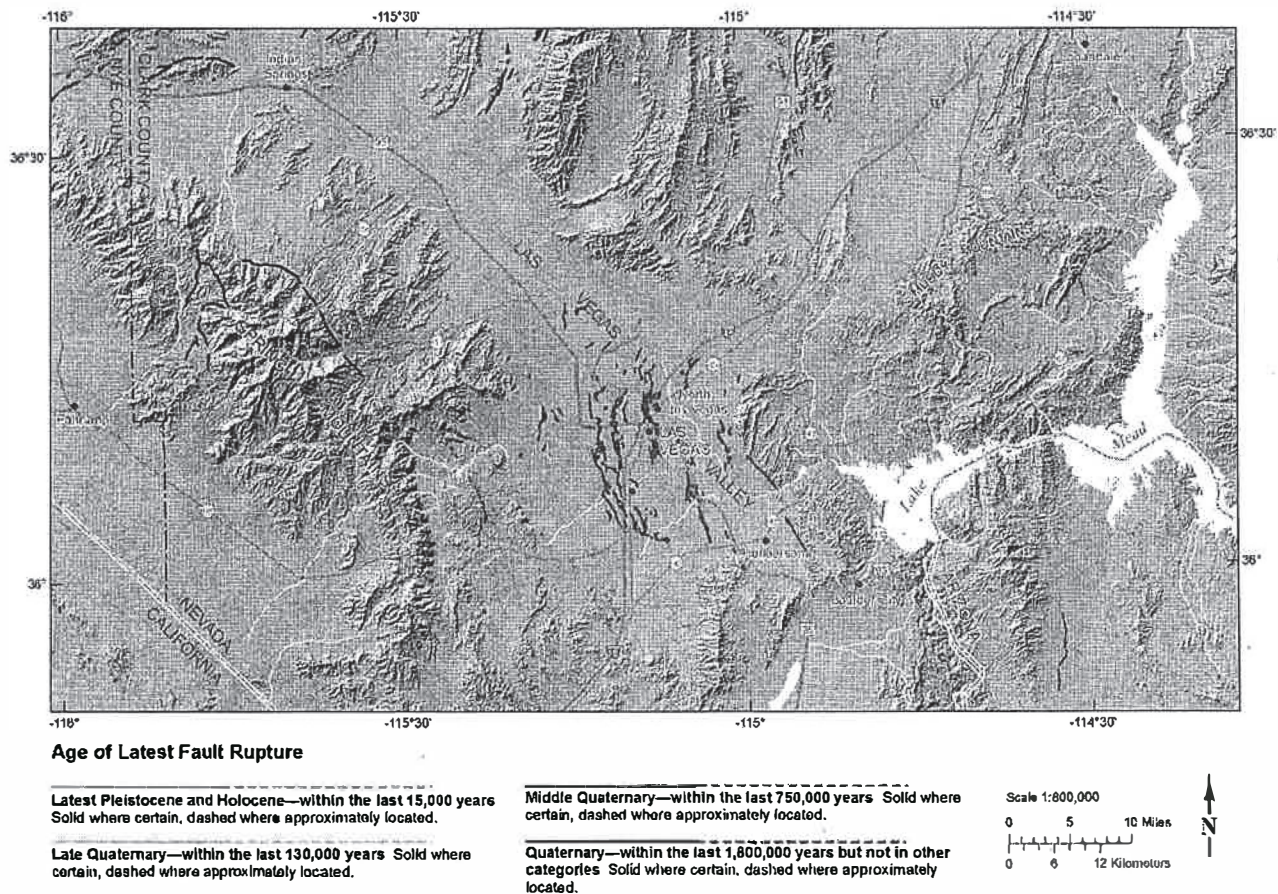 -116°
-115°30'
-115°
-114°30'
Indian
Springs
NYE COUNTY
CLARK COUNTY
36°30'
36°30'
LAS
VEGAS
North
Las Vegas
LAS
VEGAS
VALLEY
Pahrump
Lake Mead
Henderson
36°
36°
NEVADA
CALIFORNIA
-116°
-115°30'
-115°
-114°30'
Age of Latest Fault Rupture
Latest Pleistocene and Holocene—within the last 15,000 years
Solid where certain, dashed where approximately located.
Late Quaternary—within the last 130,000 years Solid where
certain, dashed where approximately located.
Middle Quaternary—within the last 750,000 years Solid where
certain, dashed where approximately located.
Quaternary—within the last 1,800,000 years but not in other
categories Solid where certain, dashed where approximately
located.
Scale 1:800,000
0 5 10 Miles
0 6 12 Kilometers
N